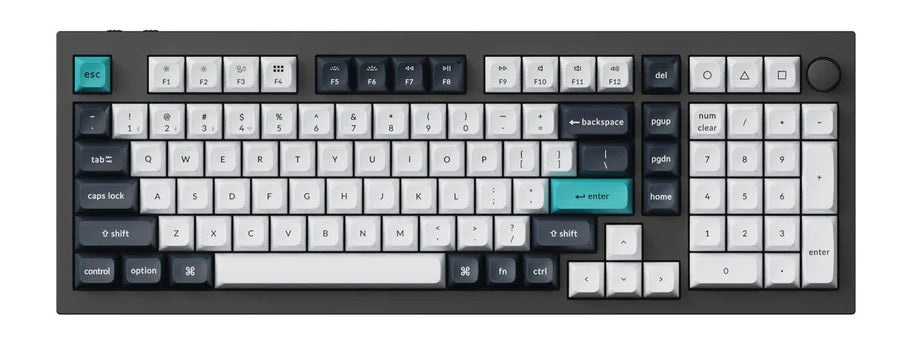 esc F1 F2 F3 F4 F5 F6 F7 F8 F9 F10 F11 F12 del
~ ! @ # $ % ^ & * ( ) _ + ← backspace pgup num / * -
` 1 2 3 4 5 6 7 8 9 0 - = clear
tab Q W E R T Y U I O P { } | pgdn 7 8 9 +
[ ] \
caps lock A S D F G H J K L : " enter home 4 5 6
; '
⇧ shift Z X C V B N M < > ? ⇧ shift ^ 1 2 3 enter
, . /
control option ⌘ ⌘ fn ctrl 0 .